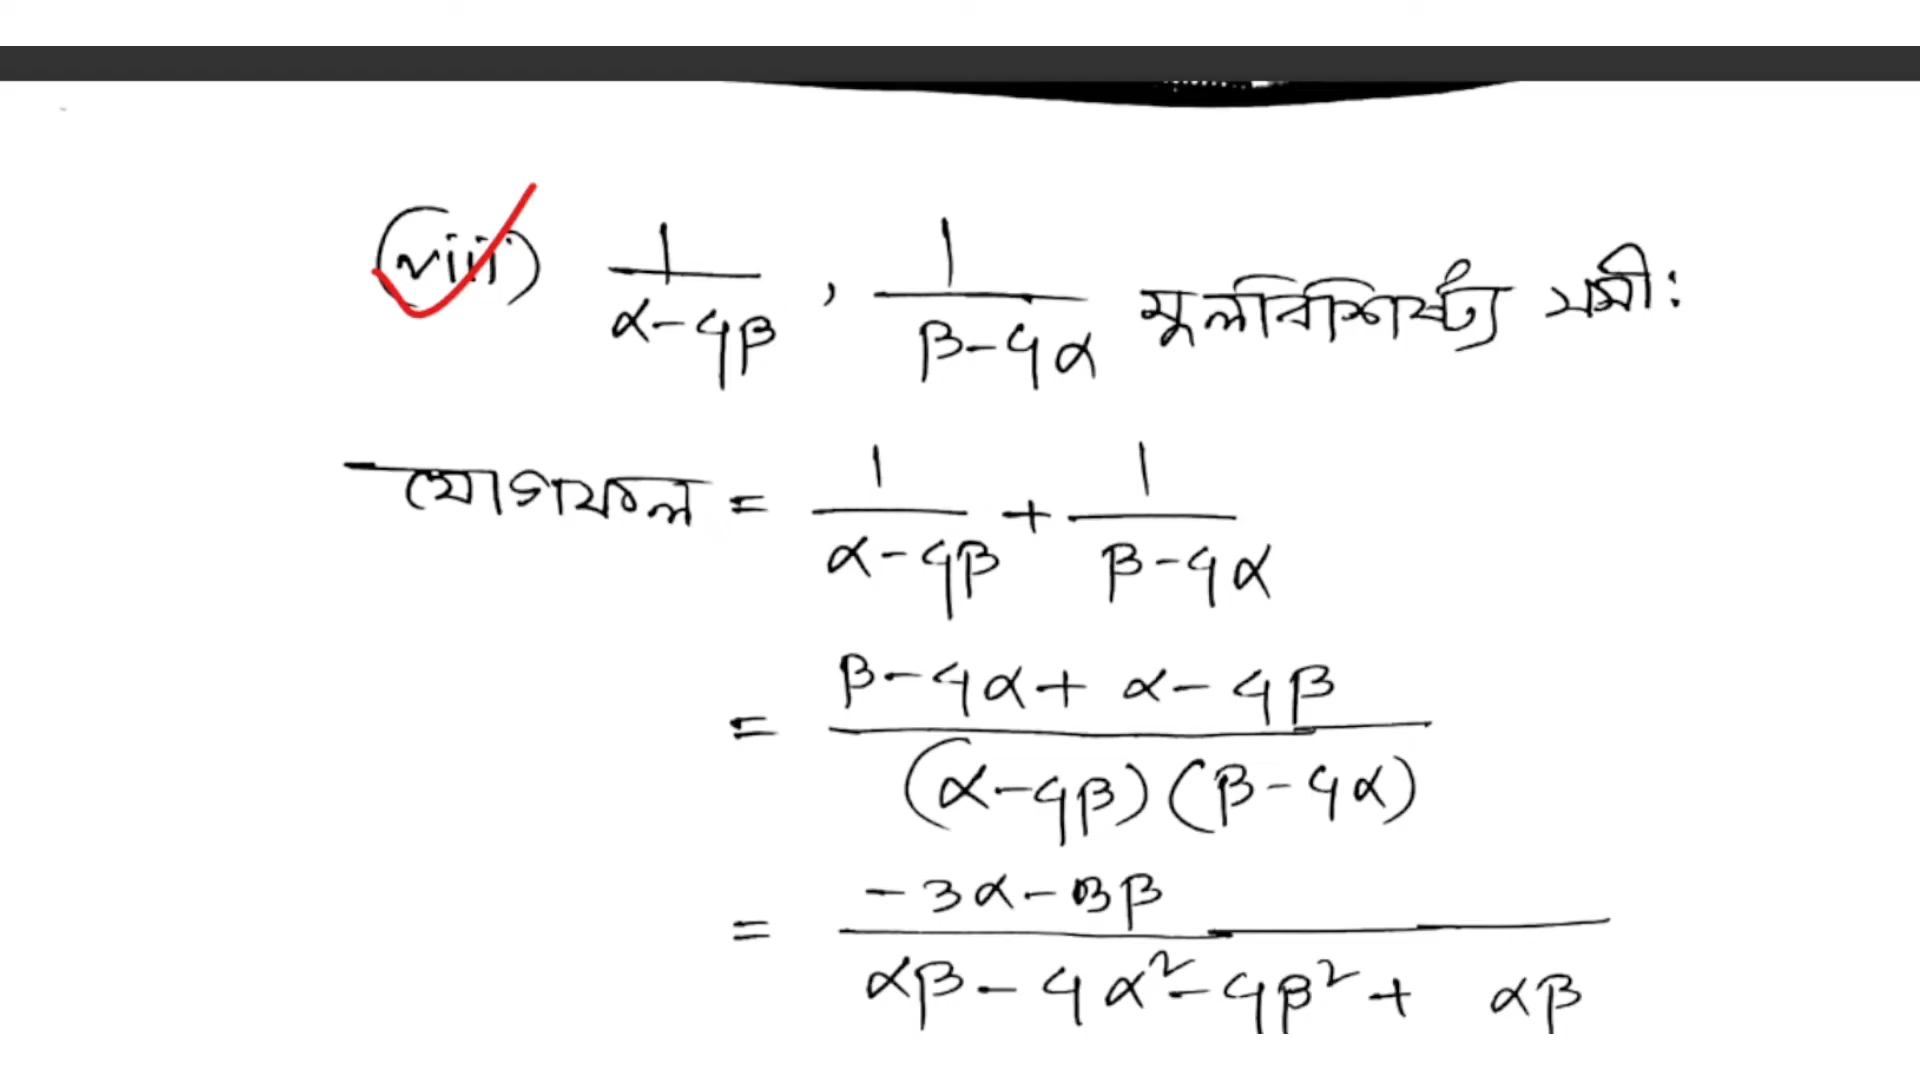 (viii) 1/(α-4β) , 1/(β-4α) মূলবিশিষ্ট্য সমী:
যোগফল = 1/(α-4β) + 1/(β-4α)
= (β-4α+α-4β)/((α-4β)(β-4α))
= (-3α-3β)/(αβ-4α²-4β²+ αβ)